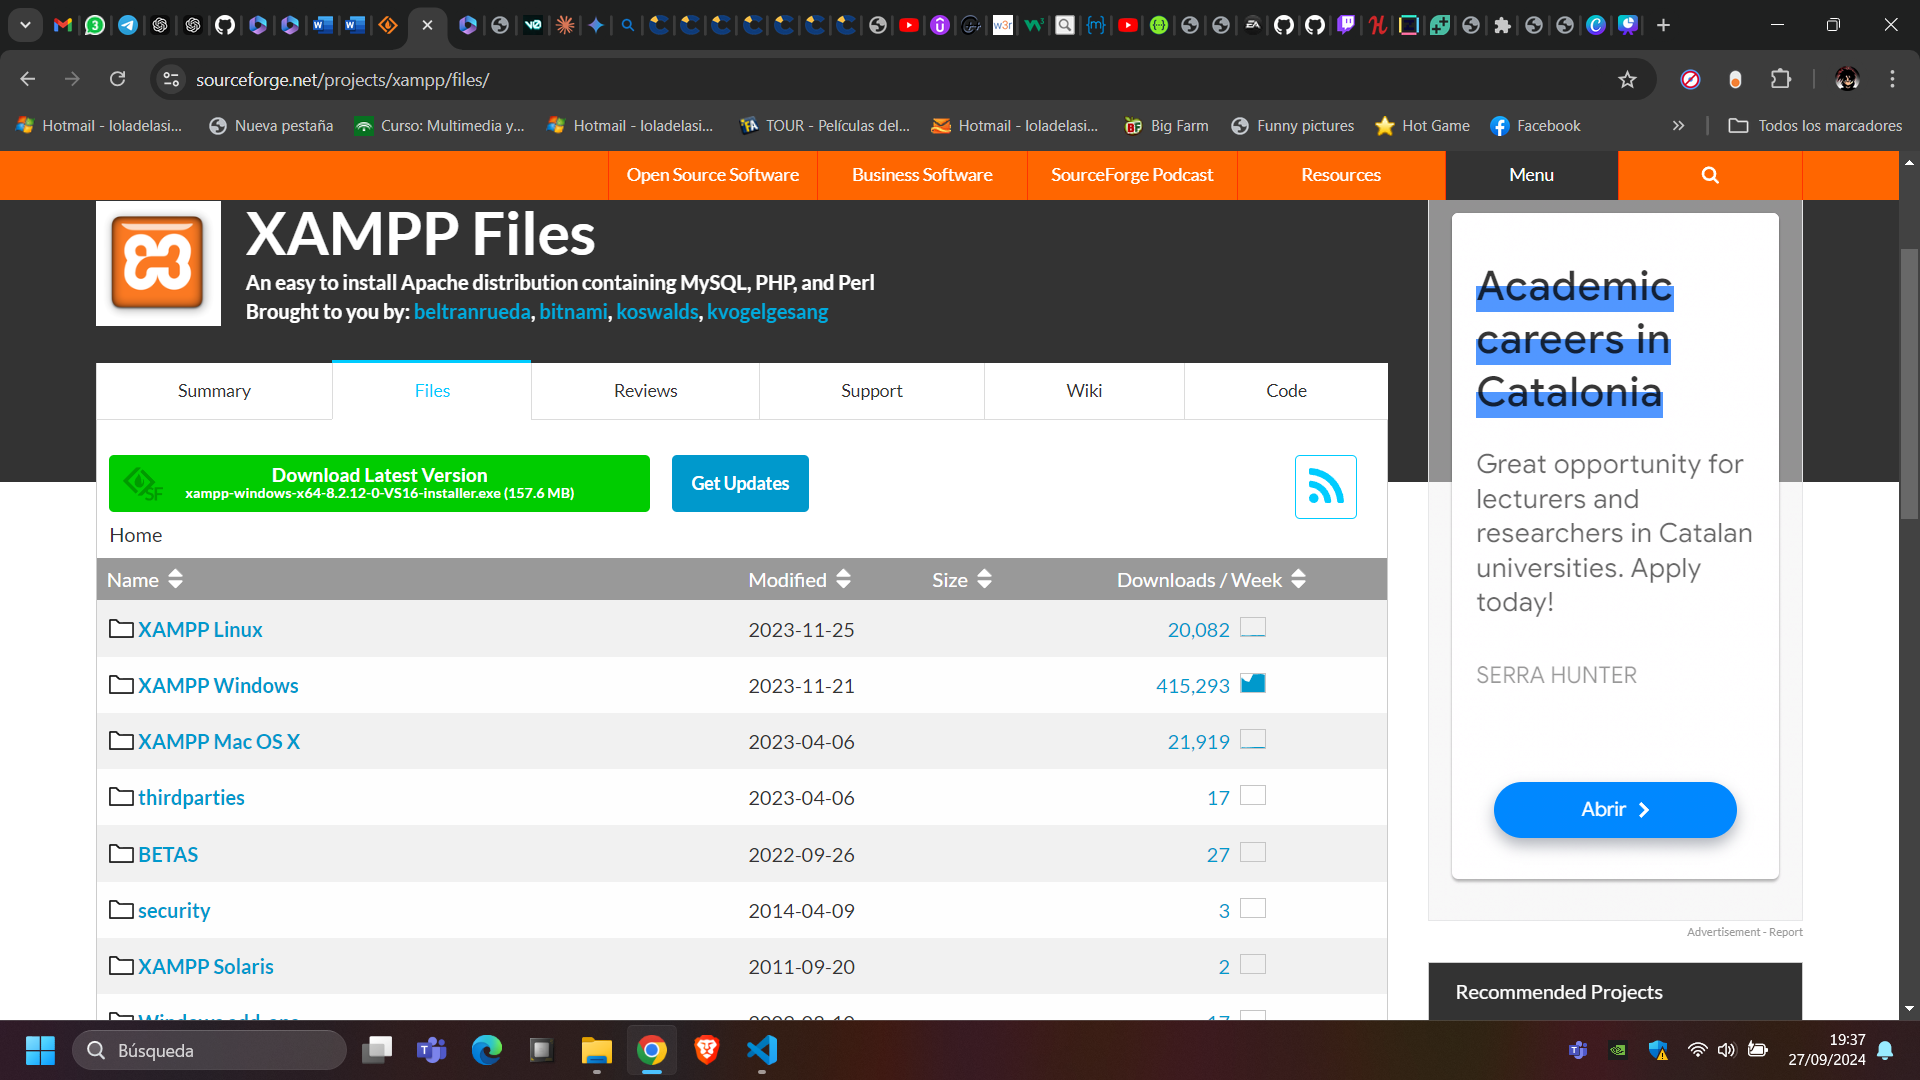 sourceforge.net/projects/xampp/files/
Hotmail - loladelasi...
Nueva pestaña
Curso: Multimedia y...
Hotmail - loladelasi...
TOUR - Películas del...
Hotmail - loladelasi...
Big Farm
Funny pictures
Hot Game
Facebook
»
Todos los marcadores
Open Source Software
Business Software
SourceForge Podcast
Resources
Menu
XAMPP Files
An easy to install Apache distribution containing MySQL, PHP, and Perl
Brought to you by: beltranrueda, bitnami, koswalds, kvogelgesang
Summary
Files
Reviews
Support
Wiki
Code
Download Latest Version
xampp-windows-x64-8.2.12-0-VS16-installer.exe (157.6 MB)
Get Updates
Home
Name Modified Size Downloads / Week
XAMPP Linux 2023-11-25 20,082
XAMPP Windows 2023-11-21 415,293
XAMPP Mac OS X 2023-04-06 21,919
thirdparties 2023-04-06 17
BETAS 2022-09-26 27
security 2014-04-09 3
XAMPP Solaris 2011-09-20 2
Academic
careers in
Catalonia
Great opportunity for
lecturers and
researchers in Catalan
universities. Apply
today!
SERRA HUNTER
Abrir
Advertisement - Report
Recommended Projects
Búsqueda
19:37
27/09/2024